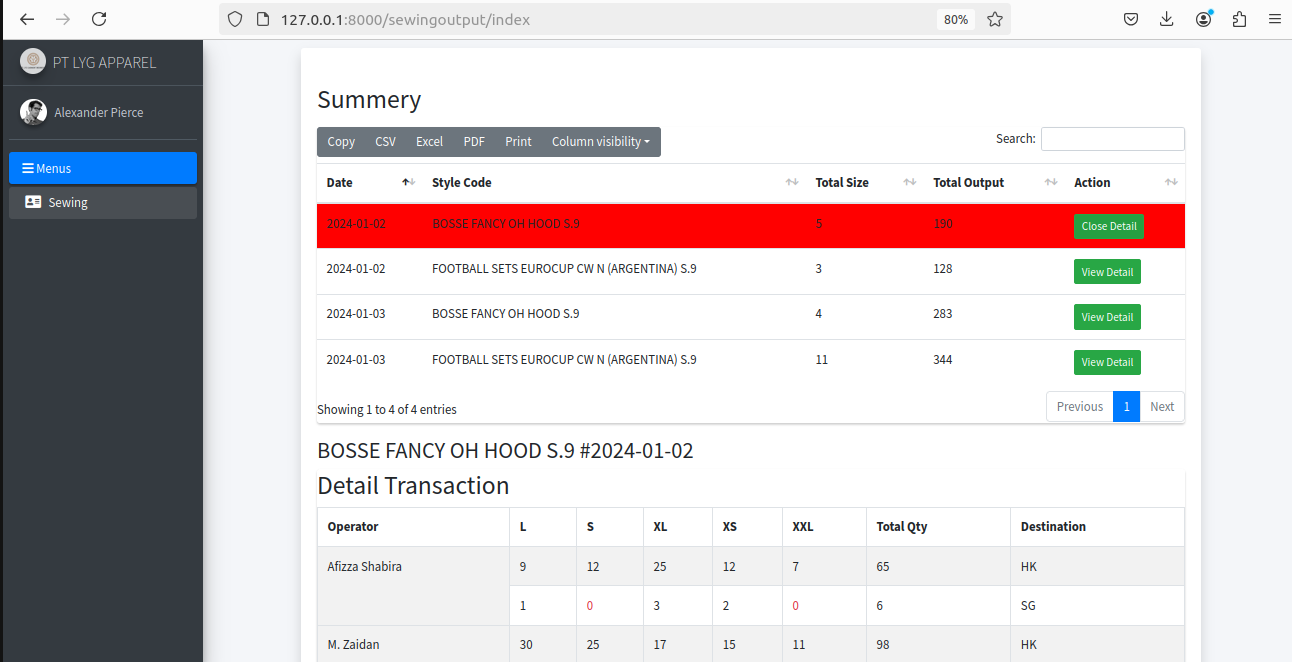 127.0.0.1:8000/sewingoutput/index 80%
PT LYG APPAREL
Alexander Pierce
Menus
Sewing
Summery
Copy CSV Excel PDF Print Column visibility Search:
Date Style Code Total Size Total Output Action
2024-01-02 BOSSE FANCY OH HOOD S.9 5 190 Close Detail
2024-01-02 FOOTBALL SETS EUROCUP CW N (ARGENTINA) S.9 3 128 View Detail
2024-01-03 BOSSE FANCY OH HOOD S.9 4 283 View Detail
2024-01-03 FOOTBALL SETS EUROCUP CW N (ARGENTINA) S.9 11 344 View Detail
Showing 1 to 4 of 4 entries Previous 1 Next
BOSSE FANCY OH HOOD S.9 #2024-01-02
Detail Transaction
Operator L S XL XS XXL Total Qty Destination
Afizza Shabira 9 12 25 12 7 65 HK
1 0 3 2 0 6 SG
M. Zaidan 30 25 17 15 11 98 HK